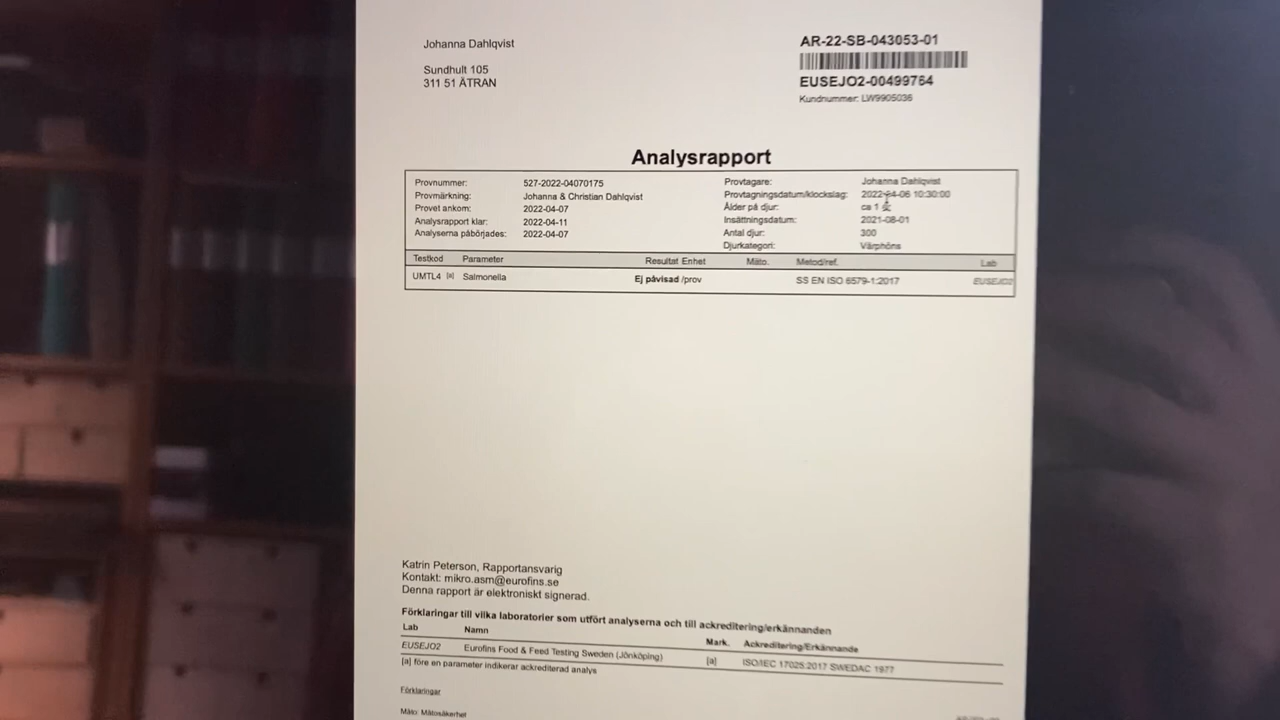 Johanna Dahlqvist
Sundhult 105
311 51 ÄTRAN
AR-22-SB-043053-01
EUSEJO2-00499764
Kundnummer: LW9905036
Analysrapport
Provnummer: 527-2022-04070175
Provmärkning: Johanna & Christian Dahlqvist
Provet ankom: 2022-04-07
Analysrapport klar: 2022-04-11
Analyserna påbörjades: 2022-04-07
Provtagare: Johanna Dahlqvist
Provtagningsdatum/klockslag: 2022-04-06 10:30:00
Ålder på djur: ca 1 år
Insättningsdatum: 2021-08-01
Antal djur: 300
Djurkategori: Värphöns
Testkod Parameter Resultat Enhet Mäto. Metod/ref. Lab
UMTL4 [a] Salmonella Ej påvisad /prov SS EN ISO 6579-1:2017 EUSEJO2
Katrin Peterson, Rapportansvarig
Kontakt: mikro.asm@eurofins.se
Denna rapport är elektroniskt signerad.
Förklaringar till vilka laboratorier som utfört analyserna och till ackreditering/erkännanden
Lab Namn Mark. Ackreditering/Erkännande
EUSEJO2 Eurofins Food & Feed Testing Sweden (Jönköping) [a] ISO/IEC 17025:2017 SWEDAC 1977
[a] före en parameter indikerar ackrediterad analys
Förklaringar
Mäto: Mätosäkerhet